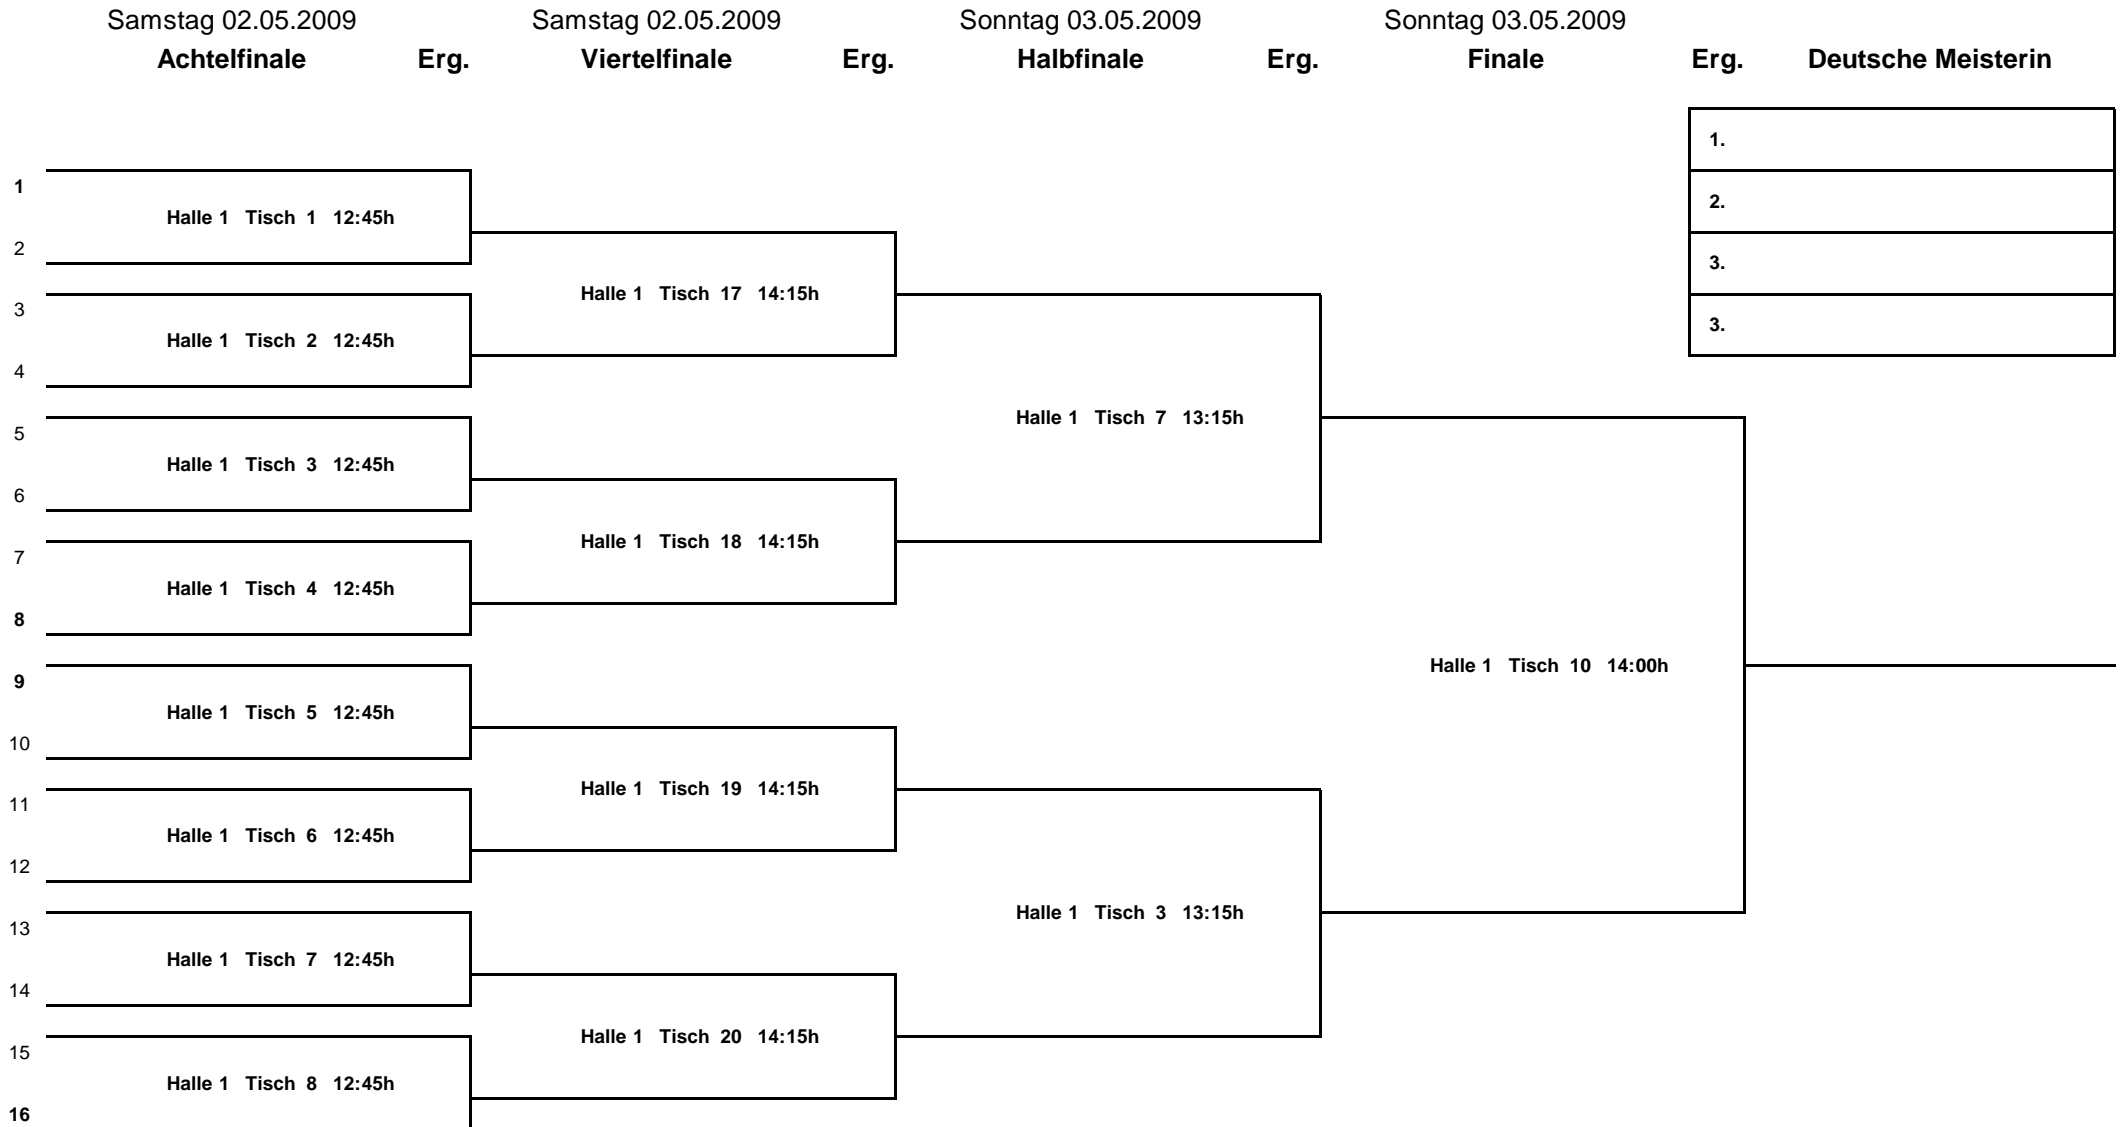 Samstag 02.05.2009 Samstag 02.05.2009 Sonntag 03.05.2009 Sonntag 03.05.2009
Achtelfinale Erg. Viertelfinale Erg. Halbfinale Erg. Finale Erg. Deutsche Meisterin
1.
1
2.
Halle 1 Tisch 1 12:45h
2
3.
Halle 1 Tisch 17 14:15h
3
3.
Halle 1 Tisch 2 12:45h
4
Halle 1 Tisch 7 13:15h
5
Halle 1 Tisch 3 12:45h
6
Halle 1 Tisch 18 14:15h
7
Halle 1 Tisch 4 12:45h
8
Halle 1 Tisch 10 14:00h
9
Halle 1 Tisch 5 12:45h
10
Halle 1 Tisch 19 14:15h
11
Halle 1 Tisch 6 12:45h
12
Halle 1 Tisch 3 13:15h
13
Halle 1 Tisch 7 12:45h
14
Halle 1 Tisch 20 14:15h
15
Halle 1 Tisch 8 12:45h
16